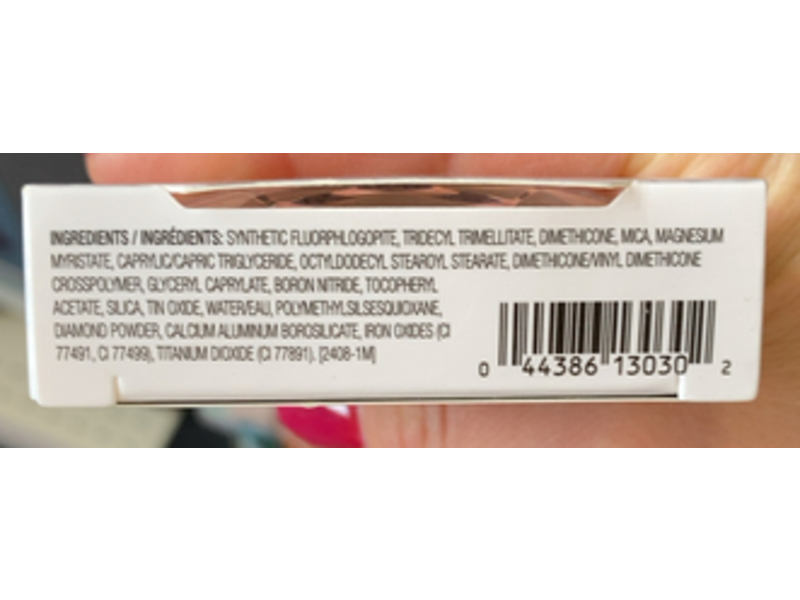 INGREDIENTS / INGRÉDIENTS: SYNTHETIC FLUORPHLOGOPITE, TRIDECYL TRIMELLITATE, DIMETHICONE, MICA, MAGNESIUM
MYRISTATE, CAPRYLIC/CAPRIC TRIGLYCERIDE, OCTYLDODECYL STEAROYL STEARATE, DIMETHICONE/VINYL DIMETHICONE
CROSSPOLYMER, GLYCERYL CAPRYLATE, BORON NITRIDE, TOCOPHERYL
ACETATE, SILICA, TIN OXIDE, WATER/EAU, POLYMETHYLSILSESQUIOXANE,
DIAMOND POWDER, CALCIUM ALUMINUM BOROSILICATE, IRON OXIDES (CI
77491, CI 77499), TITANIUM DIOXIDE (CI 77891). [2408-1M]
0 44386 13030 2